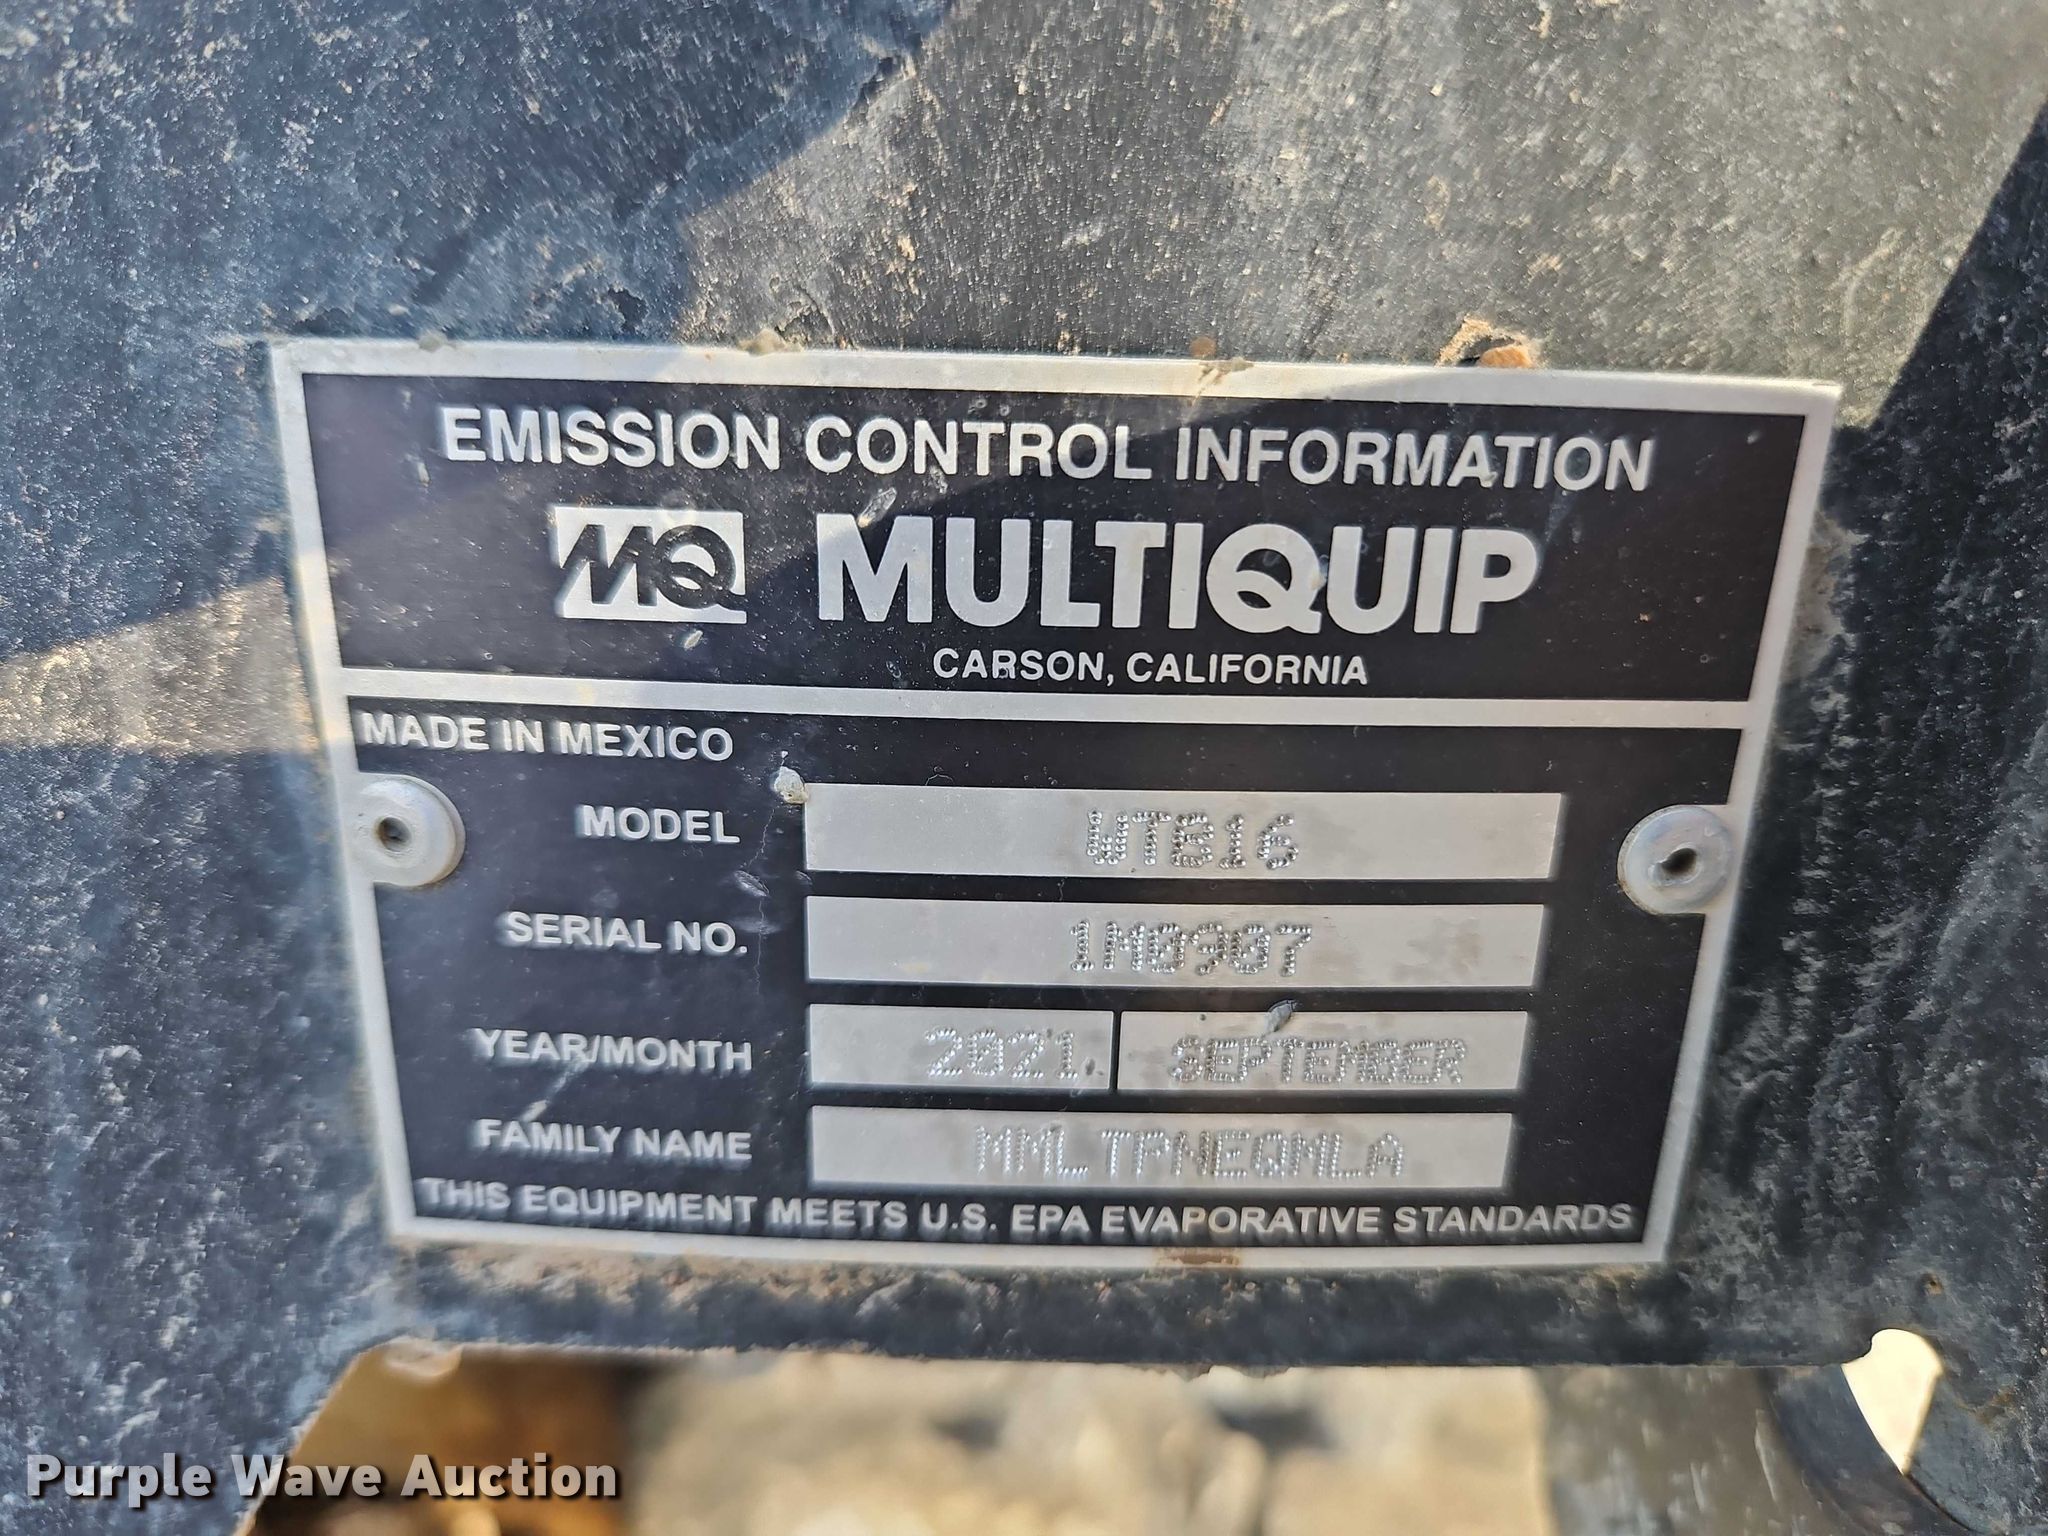 EMISSION CONTROL INFORMATION
MQ MULTIQUIP
CARSON, CALIFORNIA
MADE IN MEXICO
MODEL WTB16
SERIAL NO. 1M0907
YEAR/MONTH 2021 SEPTEMBER
FAMILY NAME MMLTPNEQMLA
THIS EQUIPMENT MEETS U.S. EPA EVAPORATIVE STANDARDS
Purple Wave Auction